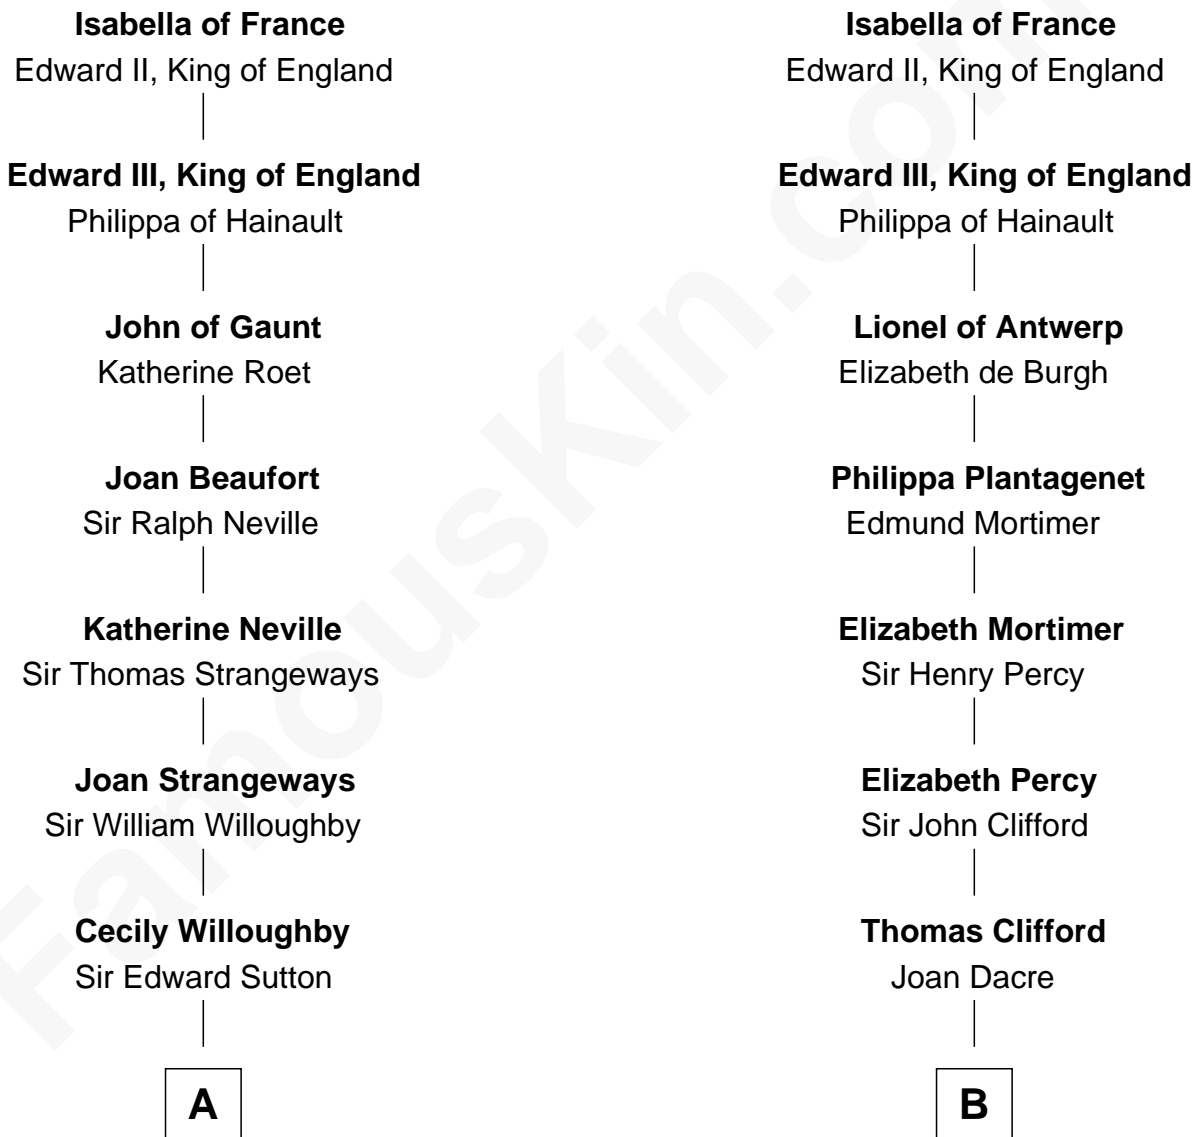 Isabella of France
Edward II, King of England
Edward III, King of England
Philippa of Hainault
John of Gaunt
Katherine Roet
Joan Beaufort
Sir Ralph Neville
Katherine Neville
Sir Thomas Strangeways
Joan Strangeways
Sir William Willoughby
Cecily Willoughby
Sir Edward Sutton
A
Isabella of France
Edward II, King of England
Edward III, King of England
Philippa of Hainault
Lionel of Antwerp
Elizabeth de Burgh
Philippa Plantagenet
Edmund Mortimer
Elizabeth Mortimer
Sir Henry Percy
Elizabeth Percy
Sir John Clifford
Thomas Clifford
Joan Dacre
B
FamousKin.com